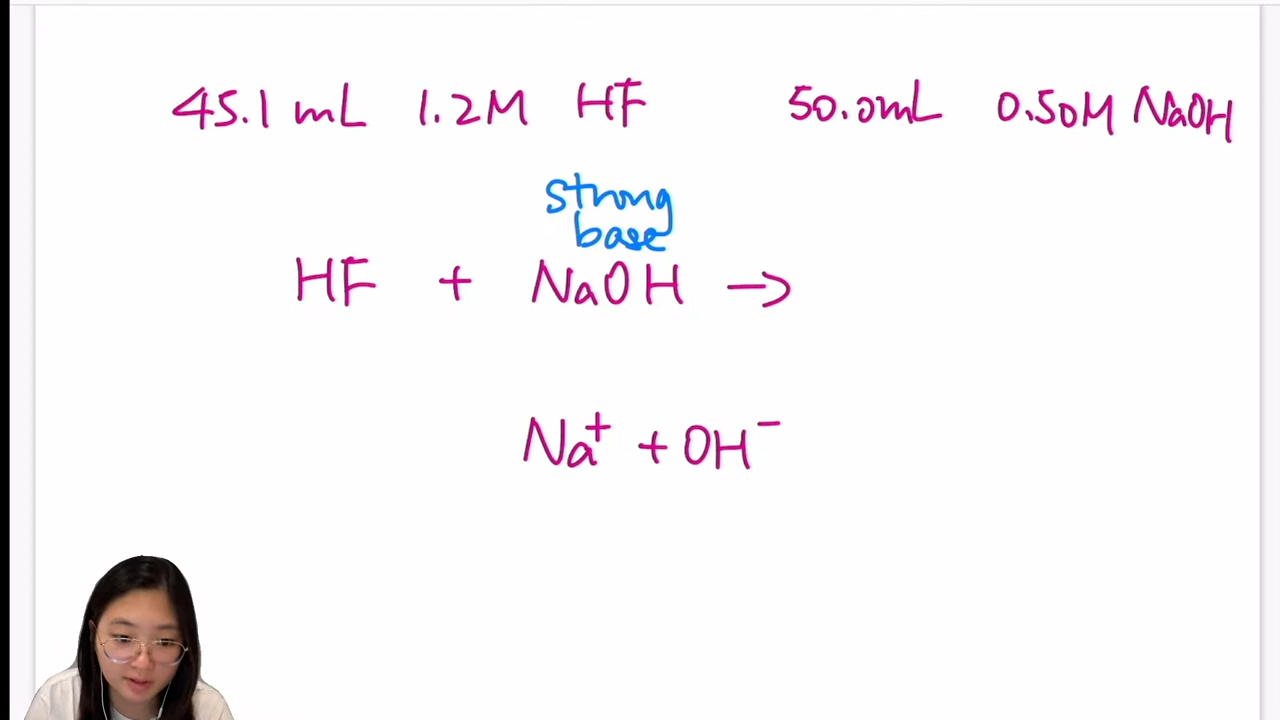 45.1 mL 1.2M HF 50.0mL 0.50M NaOH
strong
base
HF + NaOH →
Na⁺ + OH⁻